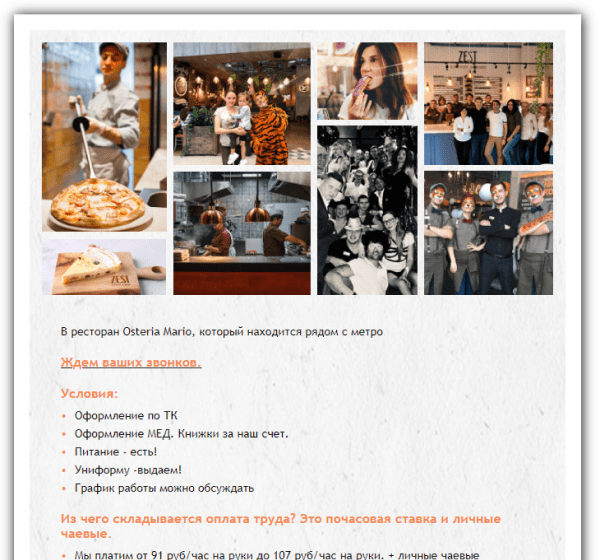 ZEST
ZEST
В ресторан Osteria Mario, который находится рядом с метро
Ждем ваших звонков.
Условия:
Оформление по ТК
Оформление МЕД. Книжки за наш счет.
Питание - есть!
Униформу -выдаем!
График работы можно обсуждать
Из чего складывается оплата труда? Это почасовая ставка и личные
чаевые.
Мы платим от 91 руб/час на руки до 107 руб/час на руки. + личные чаевые